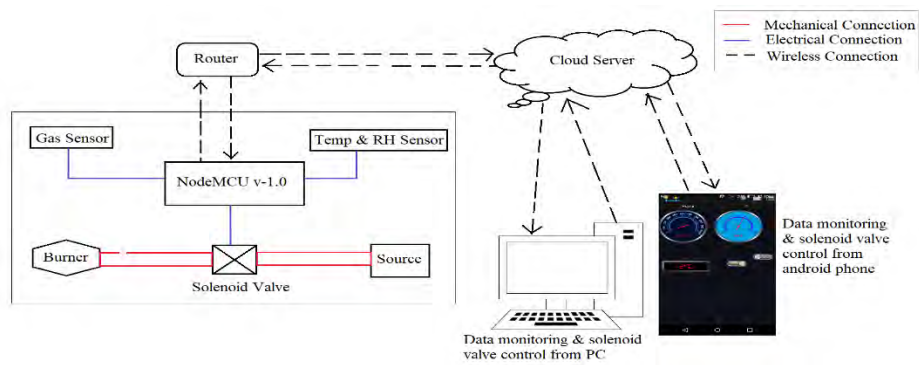 Mechanical Connection
Electrical Connection
Wireless Connection
Router
Cloud Server
Gas Sensor
Temp & RH Sensor
NodeMCU v-1.0
Burner
Source
Solenoid Valve
Data monitoring
& solenoid valve
control from
android phone
Data monitoring & solenoid
valve control from PC